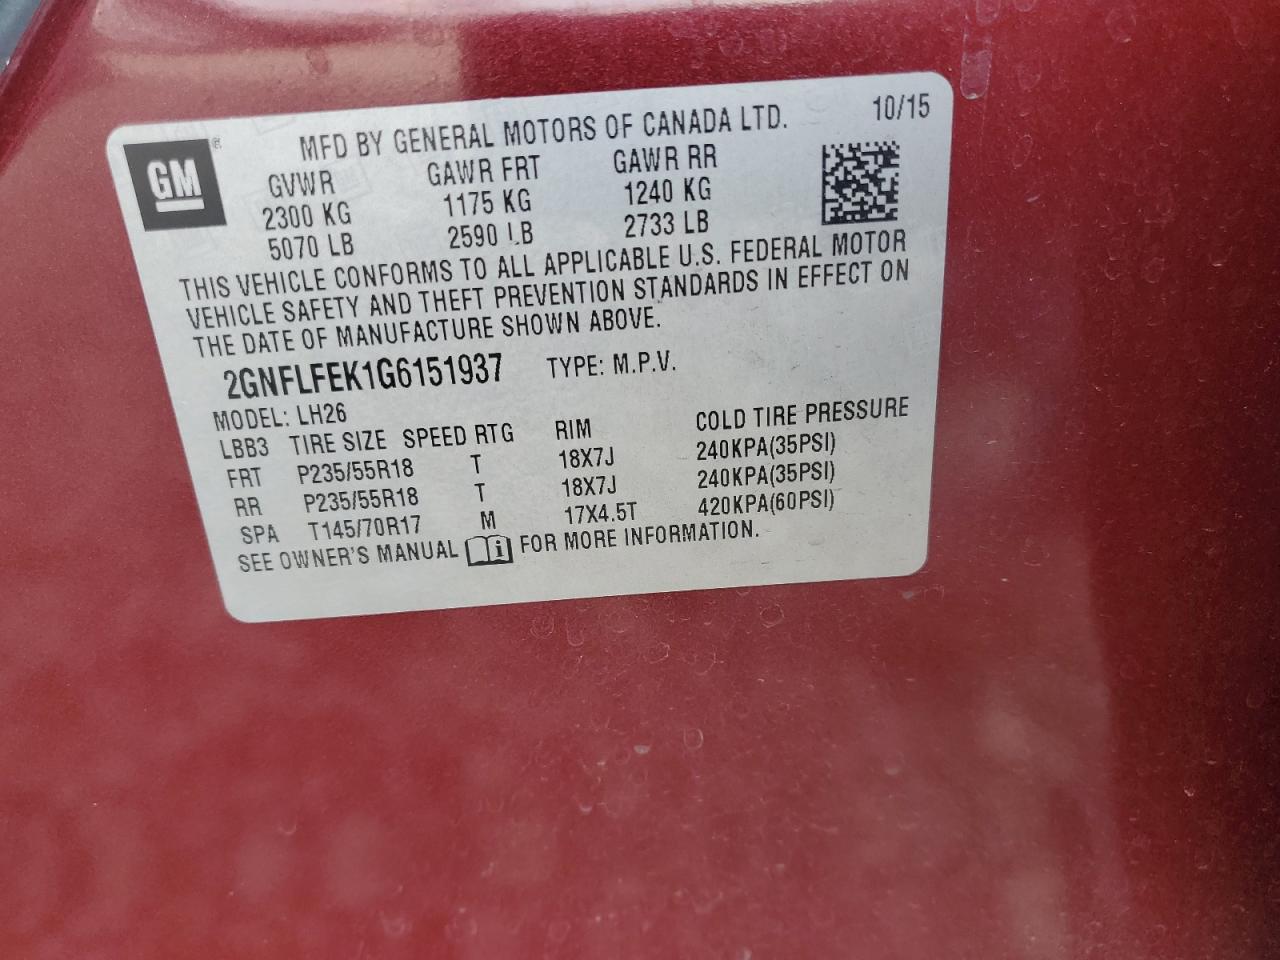 GM®
MFD BY GENERAL MOTORS OF CANADA LTD. 10/15
GVWR GAWR FRT GAWR RR
2300 KG 1175 KG 1240 KG
5070 LB 2590 LB 2733 LB
THIS VEHICLE CONFORMS TO ALL APPLICABLE U.S. FEDERAL MOTOR
VEHICLE SAFETY AND THEFT PREVENTION STANDARDS IN EFFECT ON
THE DATE OF MANUFACTURE SHOWN ABOVE.
2GNFLFEK1G6151937 TYPE: M.P.V.
MODEL: LH26
LBB3 TIRE SIZE SPEED RTG RIM COLD TIRE PRESSURE
FRT P235/55R18 T 18X7J 240KPA(35PSI)
RR P235/55R18 T 18X7J 240KPA(35PSI)
SPA T145/70R17 M 17X4.5T 420KPA(60PSI)
SEE OWNER'S MANUAL i FOR MORE INFORMATION.